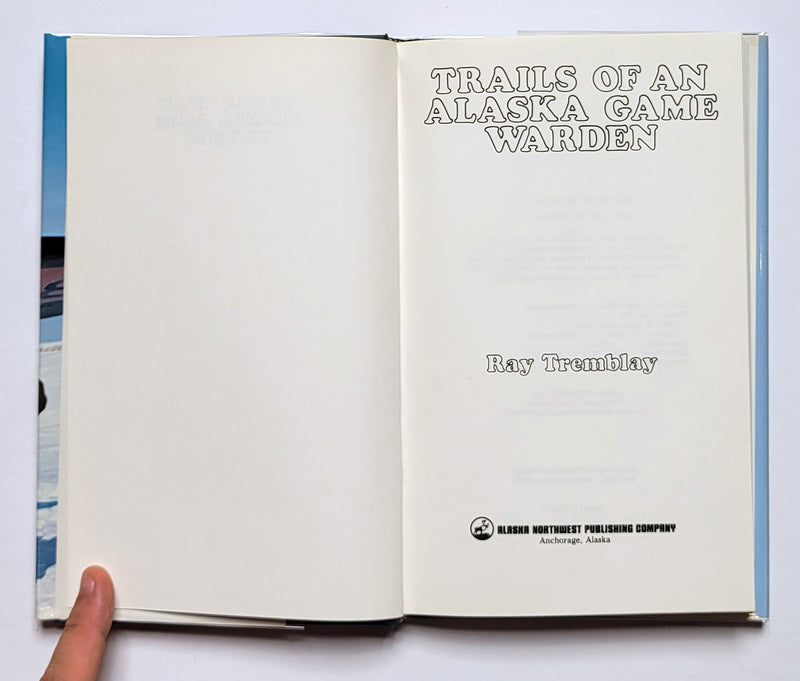 TRAILS OF AN
ALASKA GAME
WARDEN
Ray Tremblay
ALASKA NORTHWEST PUBLISHING COMPANY
Anchorage, Alaska